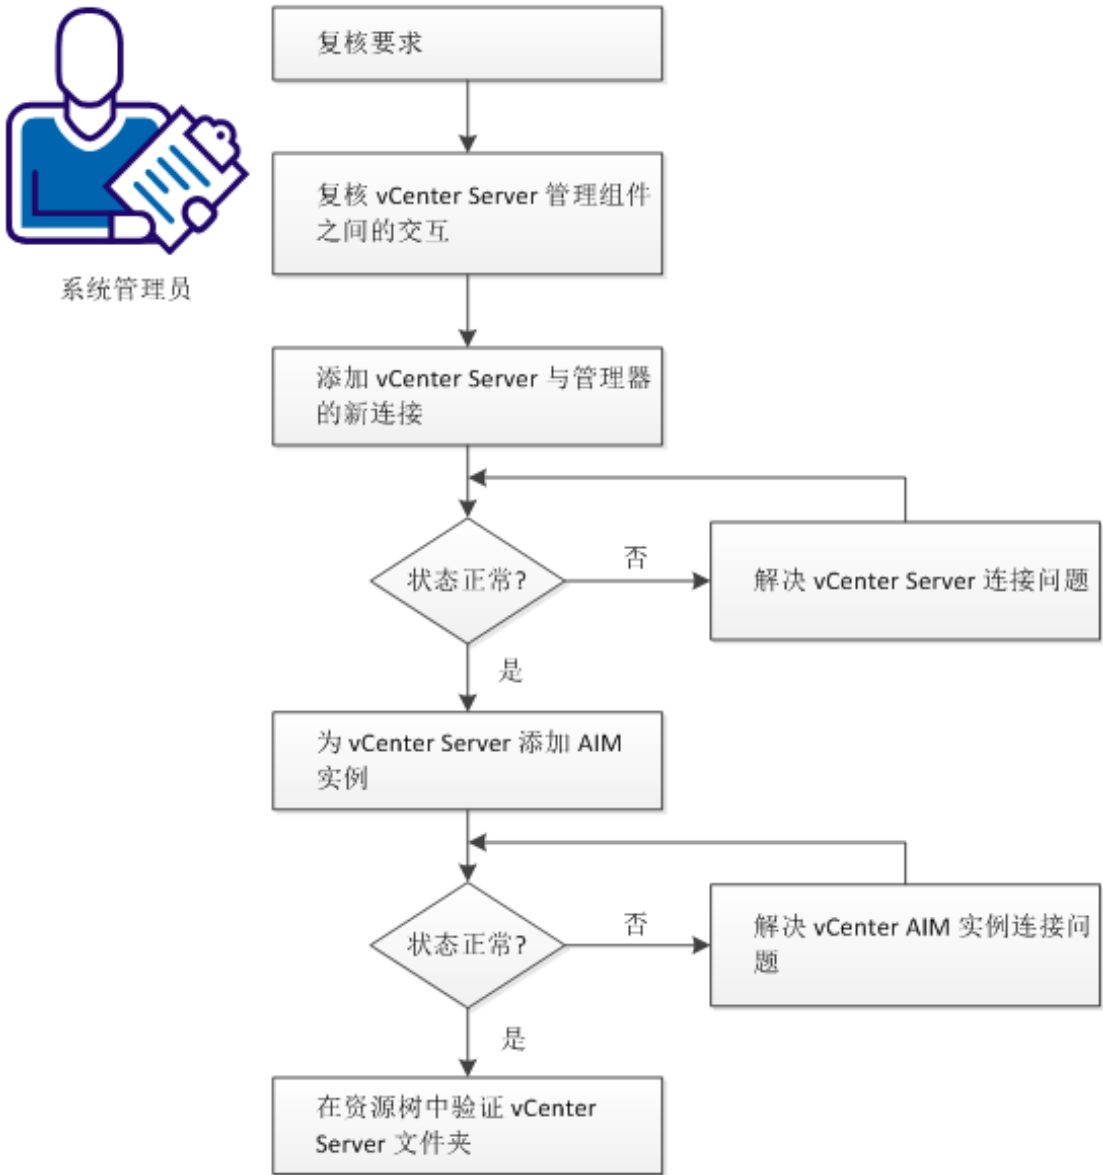 复核要求
复核 vCenter Server 管理组件
之间的交互
系统管理员
添加 vCenter Server 与管理器
的新连接
状态正常?
否
解决 vCenter Server 连接问题
是
为 vCenter Server 添加 AIM
实例
状态正常?
否
解决 vCenter AIM 实例连接问
题
是
在资源树中验证 vCenter
Server 文件夹